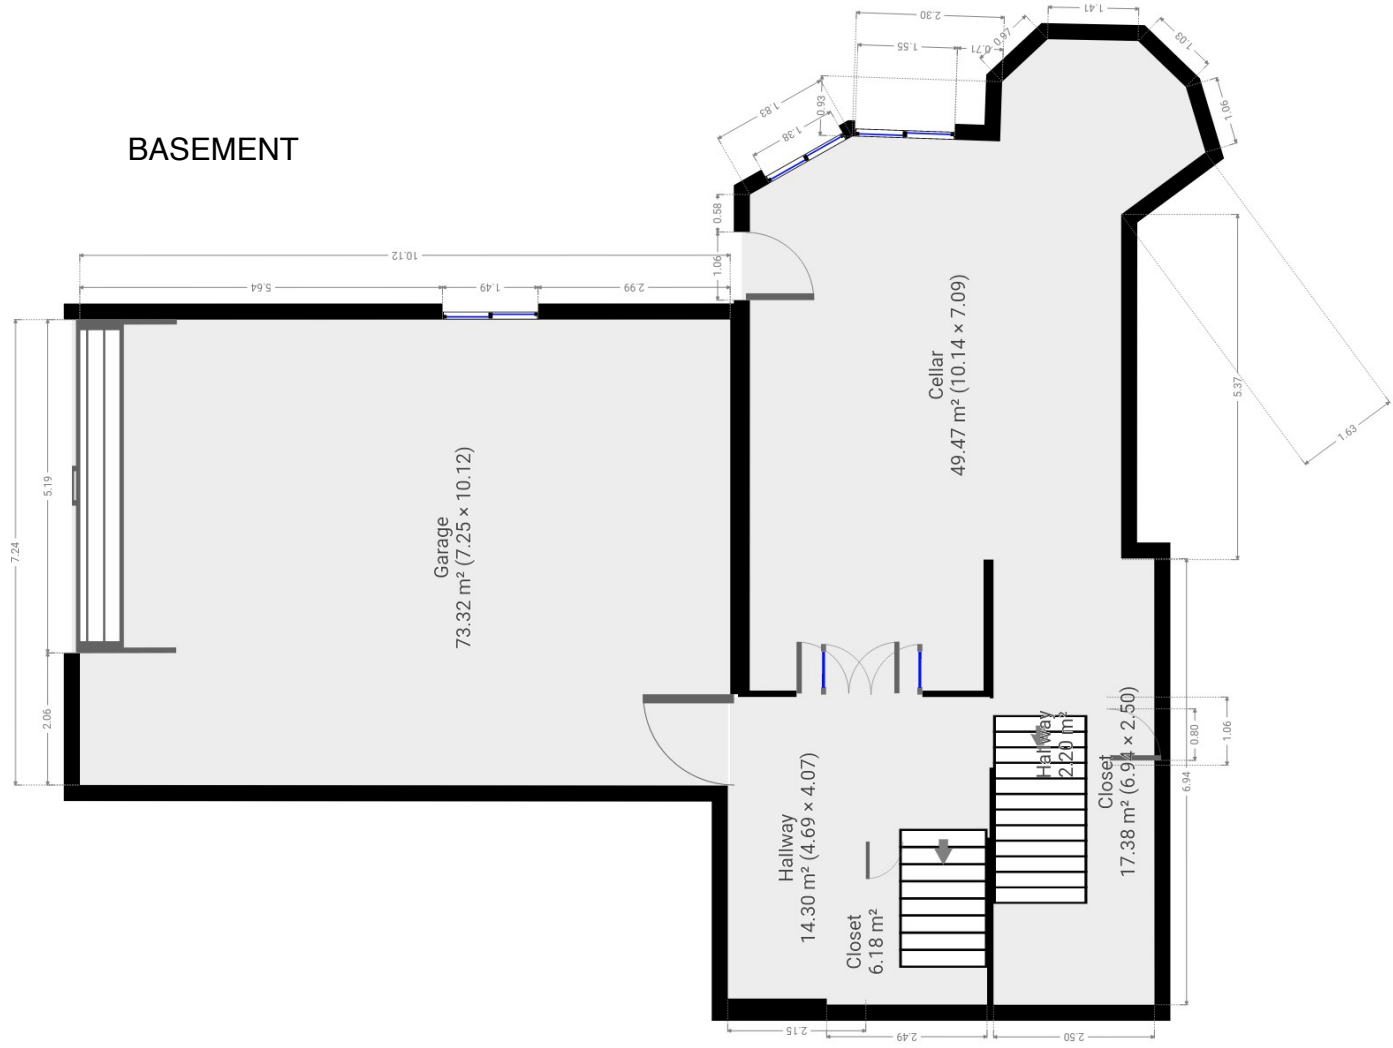 BASEMENT
2.30
1.41
1.55
0.71
0.97
1.03
1.83
1.38
0.93
1.06
0.58
1.06
10.12
5.64
1.49
2.99
Cellar
49.47 m² (10.14 × 7.09)
5.37
1.63
Garage
73.32 m² (7.25 × 10.12)
5.19
7.24
2.06
Hallway
2.20 m²
Closet
17.38 m² (6.94 × 2.50)
0.80
1.06
6.94
Hallway
14.30 m² (4.69 × 4.07)
Closet
6.18 m²
2.15
2.49
2.50